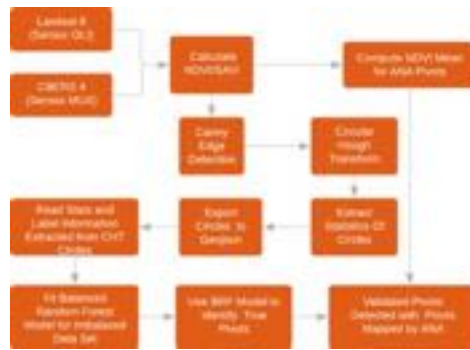 Landsat 8
(Sensor OLI)
Calculate
NDVI/SAVI
Compute NDVI Mean
for ANA Pivots
CBERS 4
(Sensor MUX)
Canny
Edge
Detection
Circular
Hough
Transform
Read Stats and
Label Information
Extracted from CHT
Circles
Export
Circles to
Geojson
Extract
Statistics Of
Circles
Fit Balanced
Random Forest
Model for Imbalanced
Data Set
Use BRF Model to
Identify True
Pivots
Validated Pivots
Detected with Pivots
Mapped by ANA